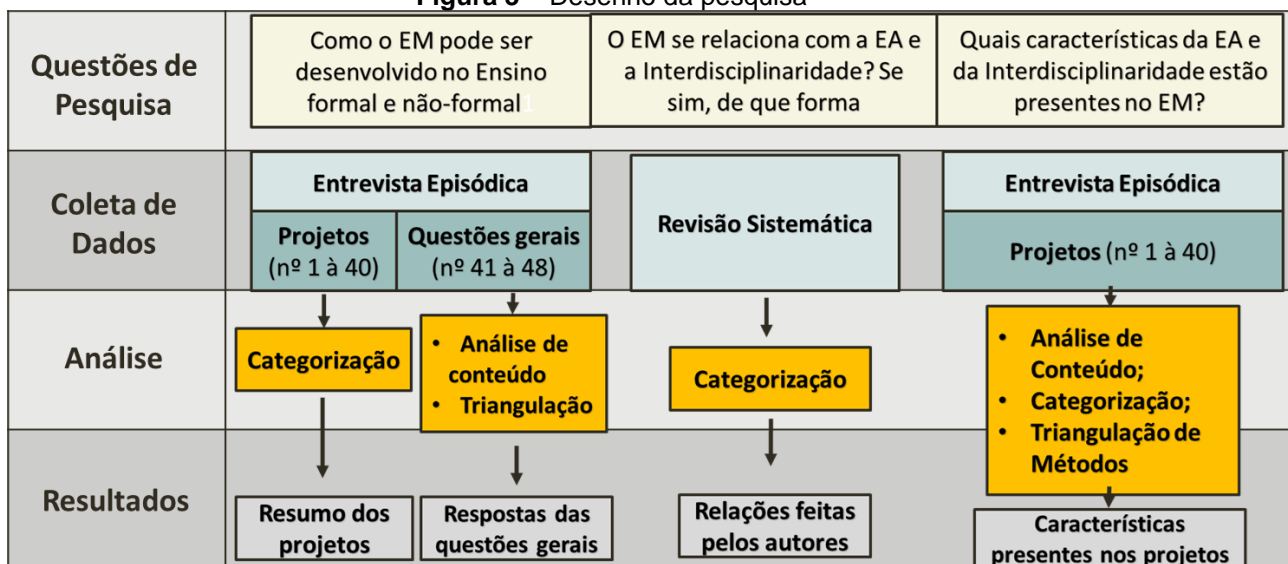 Figura 3 – Desenho da pesquisa
Questões de
Pesquisa
Como o EM pode ser
desenvolvido no Ensino
formal e não-formal
O EM se relaciona com a EA e
a Interdisciplinaridade? Se
sim, de que forma
Quais características da EA e
da Interdisciplinaridade estão
presentes no EM?
Coleta de
Dados
Entrevista Episódica
Projetos
(nº 1 à 40)
Questões gerais
(nº 41 à 48)
Revisão Sistemática
Entrevista Episódica
Projetos (nº 1 à 40)
Análise
Categorização
• Análise de
conteúdo
• Triangulação
Categorização
• Análise de
Conteúdo;
• Categorização;
• Triangulação de
Métodos
Resultados
Resumo dos
projetos
Respostas das
questões gerais
Relações feitas
pelos autores
Características
presentes nos projetos